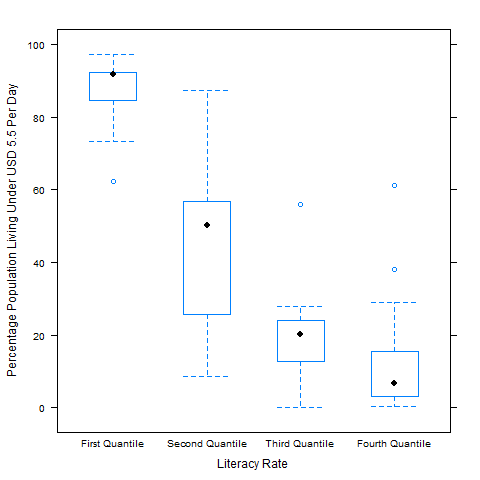 Percentage Population Living Under USD 5.5 Per Day
100
80
60
40
20
0
First Quantile Second Quantile Third Quantile Fourth Quantile
Literacy Rate